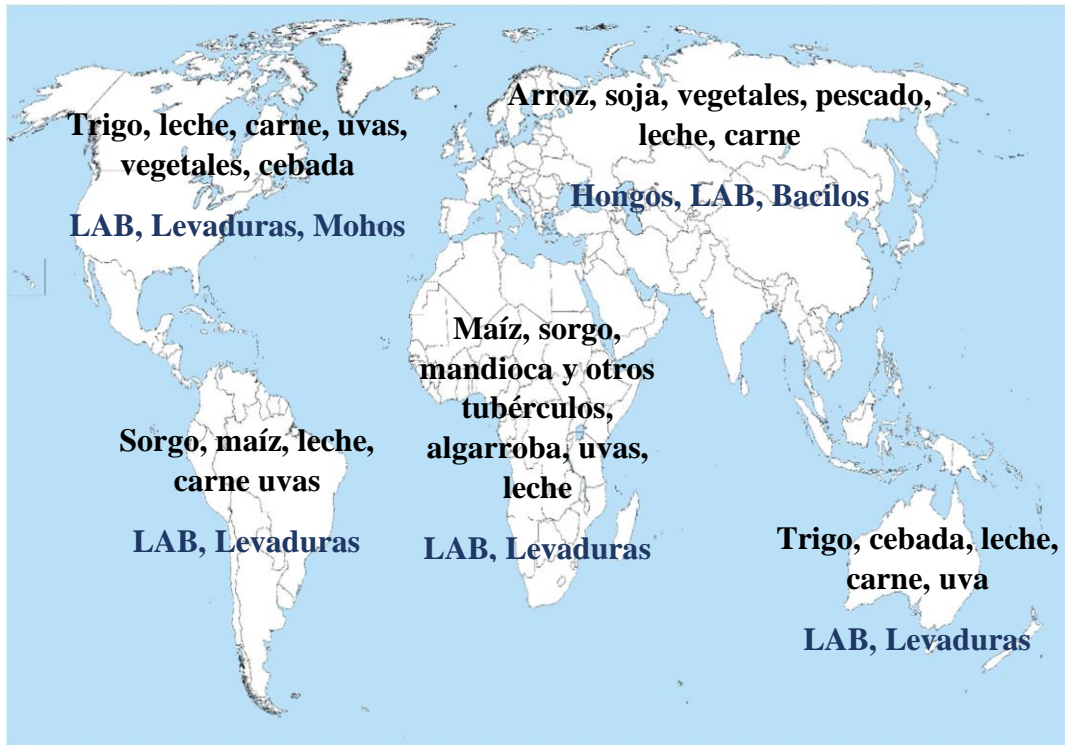 Trigo, leche, carne, uvas,
vegetales, cebada
LAB, Levaduras, Mohos
Arroz, soja, vegetales, pescado,
leche, carne
Hongos, LAB, Bacilos
Maíz, sorgo,
mandioca y otros
tubérculos,
algarroba, uvas,
leche
LAB, Levaduras
Sorgo, maíz, leche,
carne uvas
LAB, Levaduras
Trigo, cebada, leche,
carne, uva
LAB, Levaduras